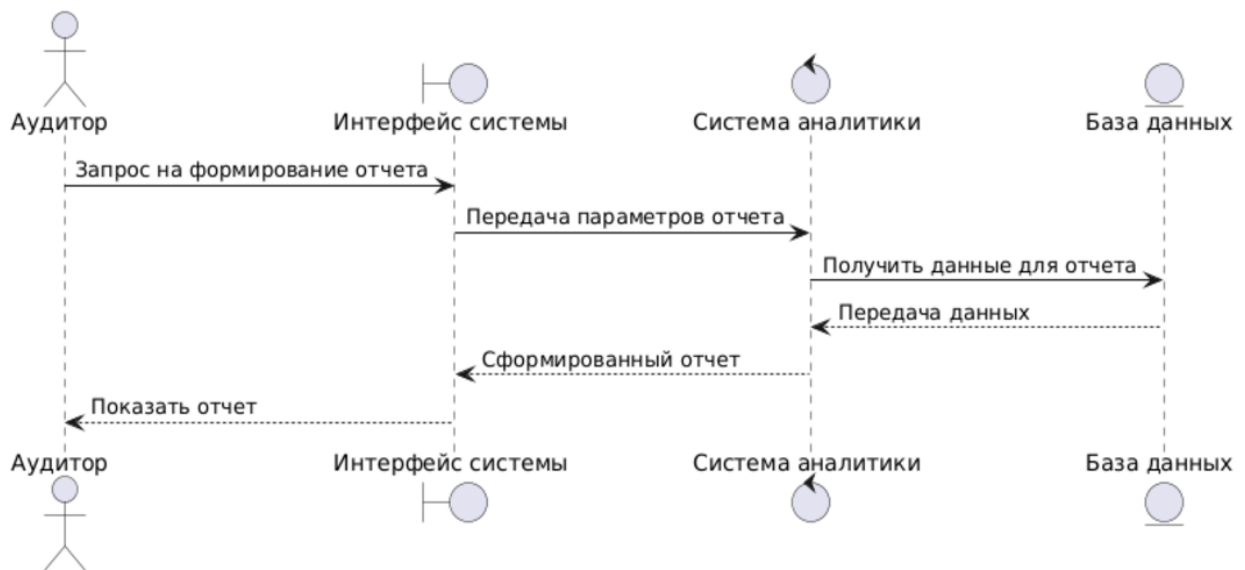 Аудитор
Интерфейс системы
Система аналитики
База данных
Запрос на формирование отчета
Передача параметров отчета
Получить данные для отчета
Передача данных
Сформированный отчет
Показать отчет
Аудитор
Интерфейс системы
Система аналитики
База данных